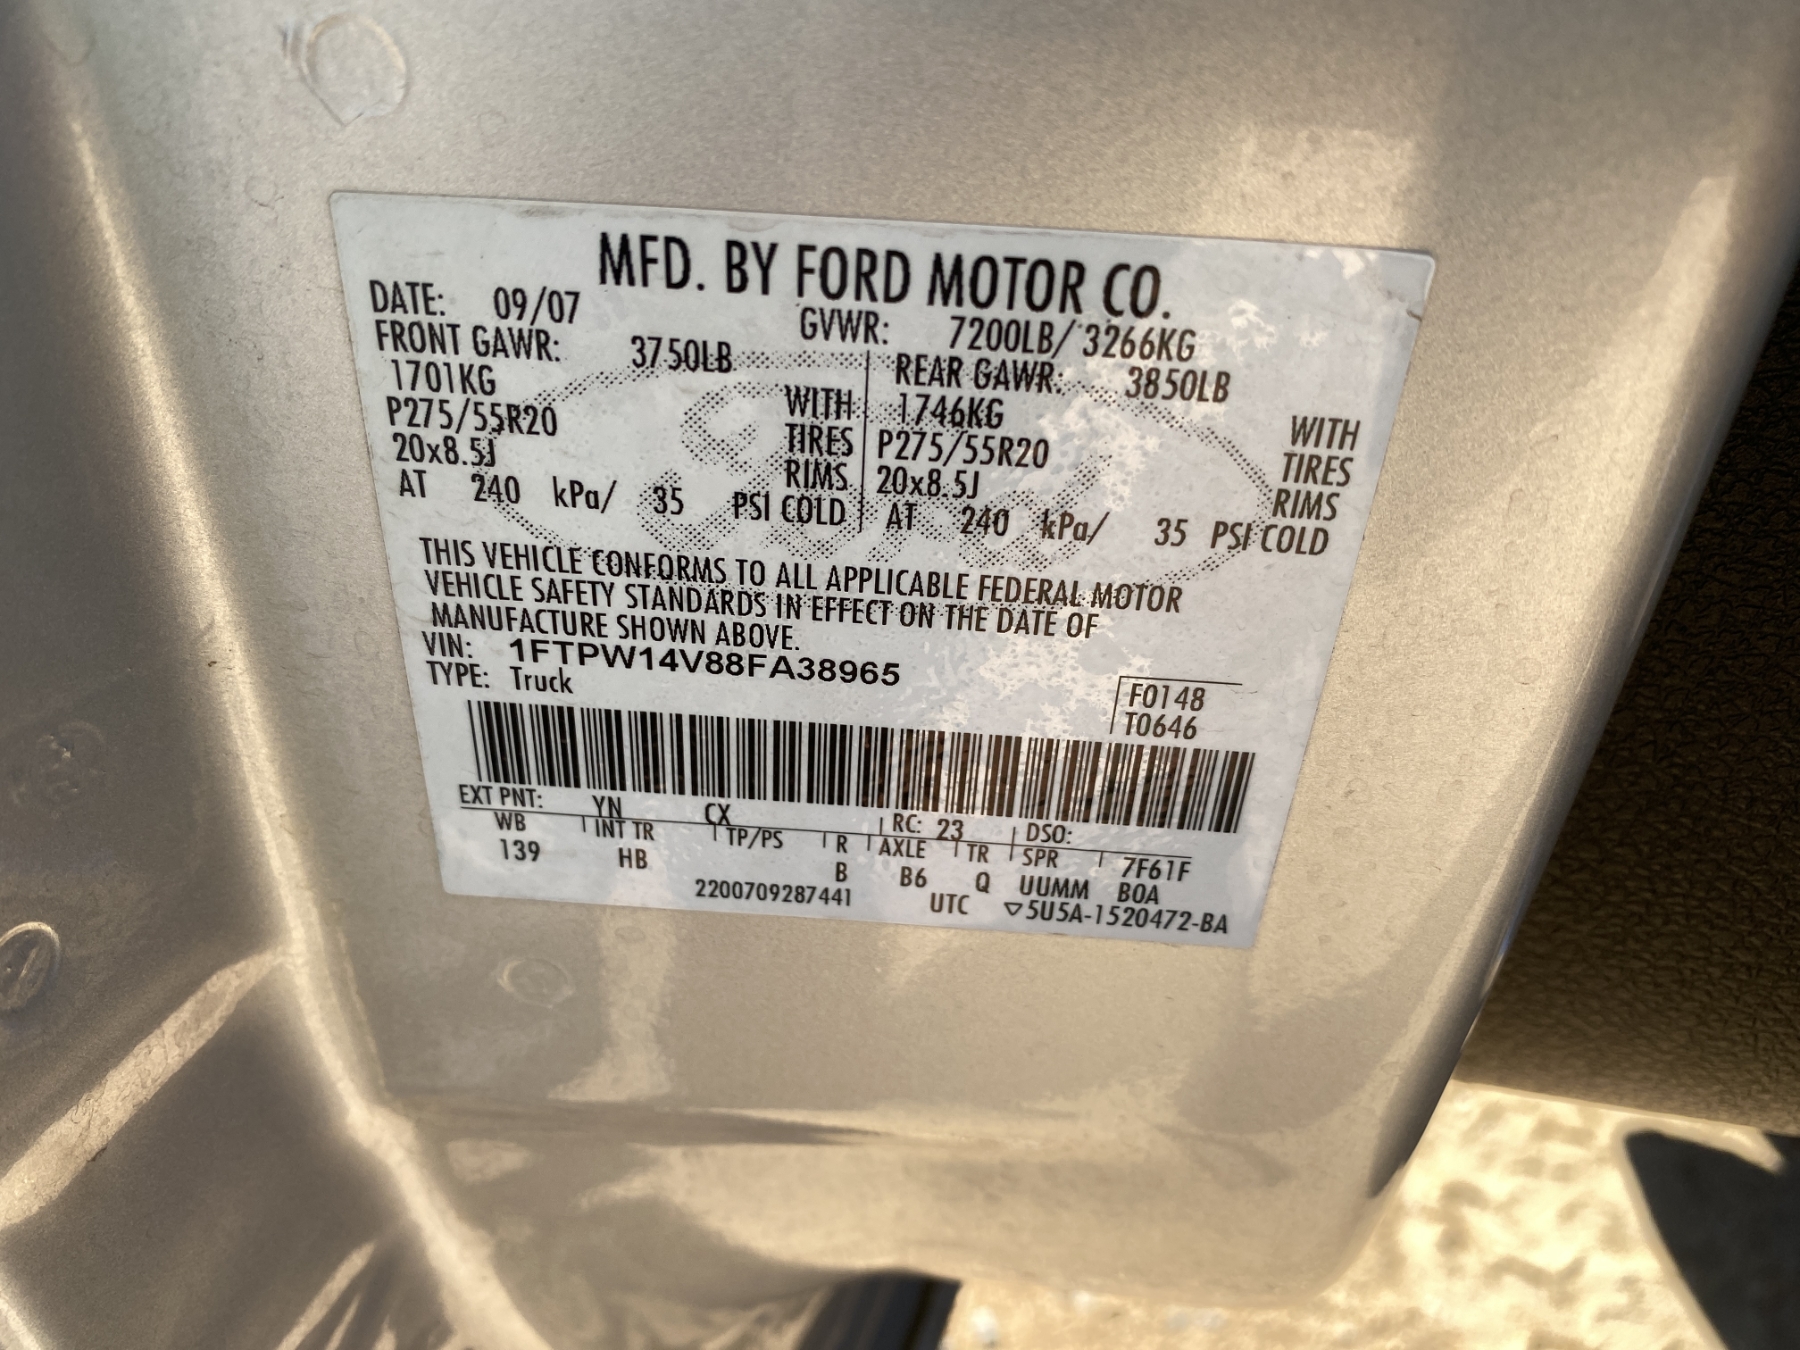 MFD. BY FORD MOTOR CO.
DATE: 09/07 GVWR: 7200LB/ 3266KG
FRONT GAWR: 3750LB REAR GAWR: 3850LB
1701KG WITH 1746KG WITH
P275/55R20 TIRES P275/55R20 TIRES
20x8.5J RIMS 20x8.5J RIMS
AT 240 kPa/ 35 PSI COLD AT 240 kPa/ 35 PSI COLD
THIS VEHICLE CONFORMS TO ALL APPLICABLE FEDERAL MOTOR
VEHICLE SAFETY STANDARDS IN EFFECT ON THE DATE OF
MANUFACTURE SHOWN ABOVE.
VIN: 1FTPW14V88FA38965
TYPE: Truck
F0148
T0646
EXT PNT: YN CX RC: 23 DSO:
WB INT TR TP/PS R AXLE TR SPR 7F61F
139 HB B B6 Q UUMM B0A
2200709287441 UTC ▽5U5A-1520472-BA